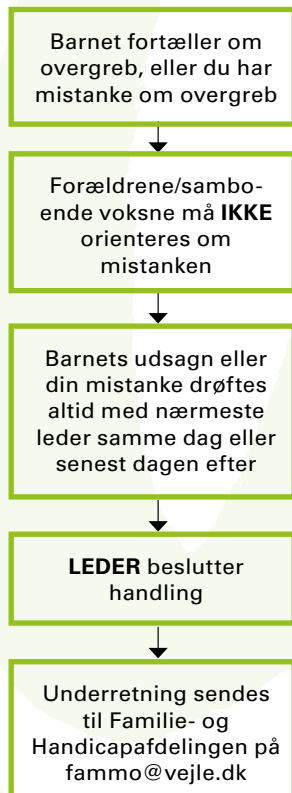 Barnet fortæller om
overgreb, eller du har
mistanke om overgreb
Forældrene/sambo-
ende voksne må IKKE
orienteres om
mistanken
Barnets udsagn eller
din mistanke drøftes
altid med nærmeste
leder samme dag eller
senest dagen efter
LEDER beslutter
handling
Underretning sendes
til Familie- og
Handicapafdelingen på
fammo@vejle.dk